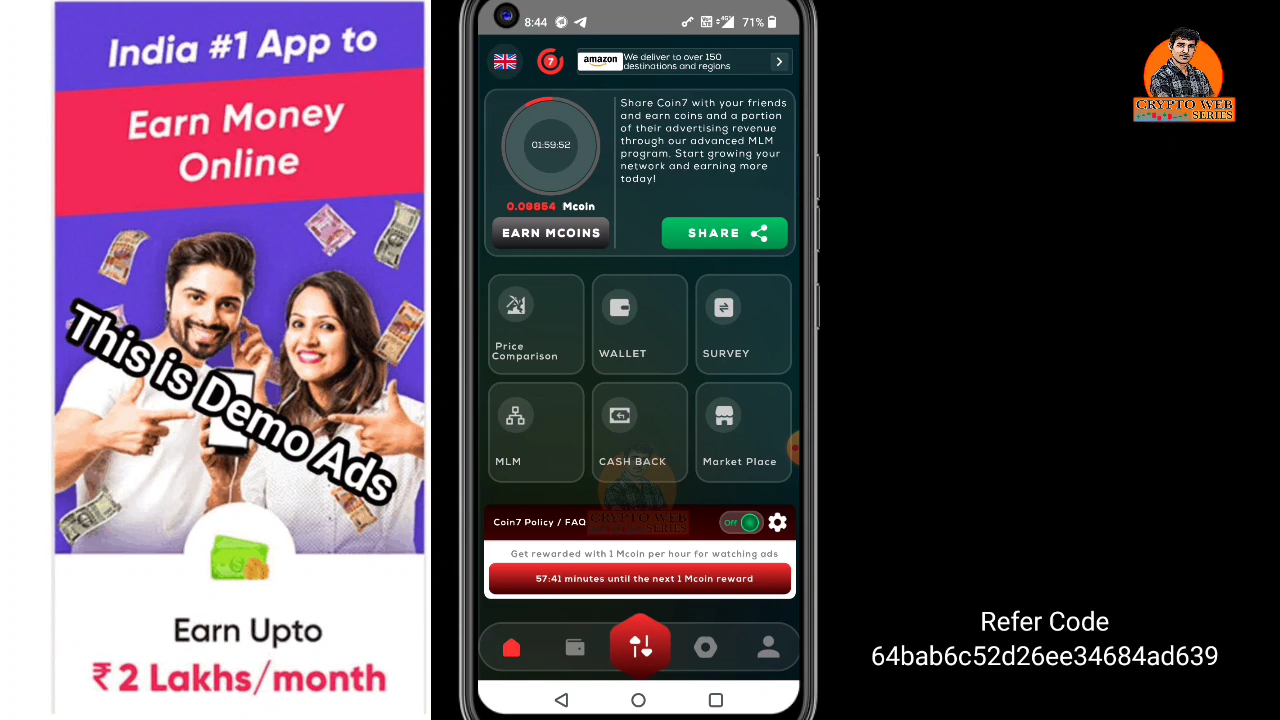 India #1 App to
Earn Money
Online
This is Demo Ads
Earn Upto
₹ 2 Lakhs/month
8:44
4G
71%
7
amazon
We deliver to over 150
destinations and regions
01:59:52
0.09854 Mcoin
EARN MCOINS
Share Coin7 with your friends
and earn coins and a portion
of their advertising revenue
through our advanced MLM
program. Start growing your
network and earning more
today!
SHARE
Price
Comparison
WALLET
SURVEY
MLM
CASH BACK
Market Place
CRYPTO WEB
SERIES
Coin7 Policy / FAQ
Off
Get rewarded with 1 Mcoin per hour for watching ads
57:41 minutes until the next 1 Mcoin reward
CRYPTO WEB
SERIES
Refer Code
64bab6c52d26ee34684ad639